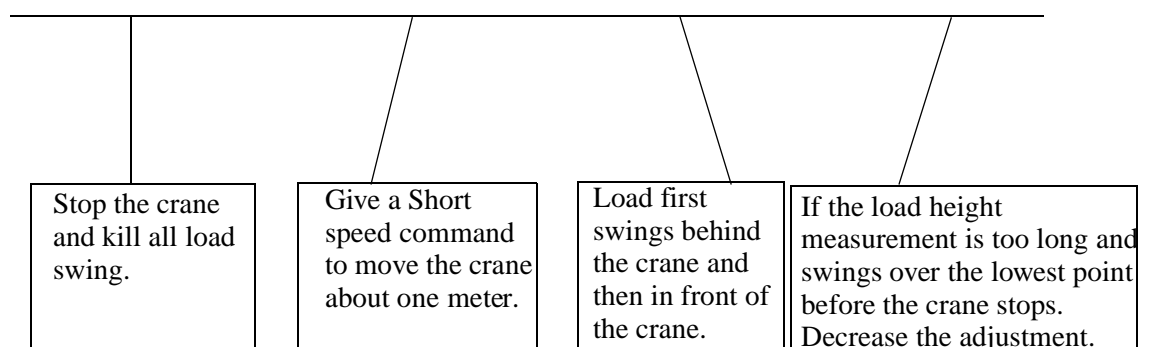 Stop the crane
and kill all load
swing.
Give a Short
speed command
to move the crane
about one meter.
Load first
swings behind
the crane and
then in front of
the crane.
If the load height
measurement is too long and
swings over the lowest point
before the crane stops.
Decrease the adjustment.